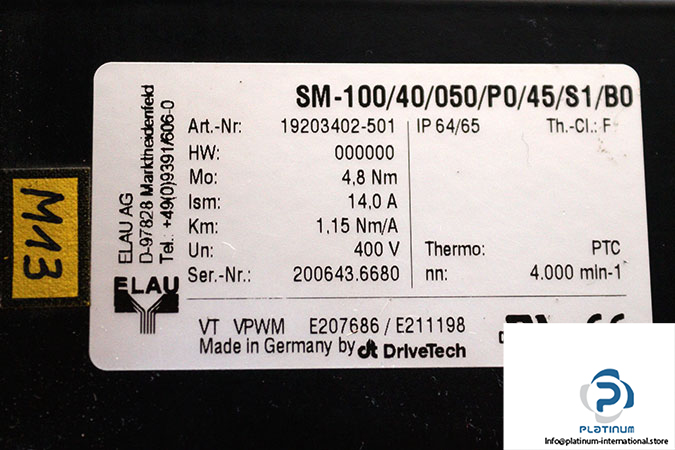 SM-100/40/050/P0/45/S1/B0
Art.-Nr: 19203402-501 IP 64/65 Th.-Cl.: F
HW: 000000
Mo: 4,8 Nm
Ism: 14,0 A
Km: 1,15 Nm/A
Un: 400 V Thermo: PTC
Ser.-Nr.: 200643.6680 nn: 4.000 min-1
VT VPWM E207686 / E211198
Made in Germany by dt DriveTech
ELAU AG
D-97828 Marktheidenfeld
Tel.: +49(0)9391/606-0
ELAU
M13
PLATINUM
Info@platinum-international.store